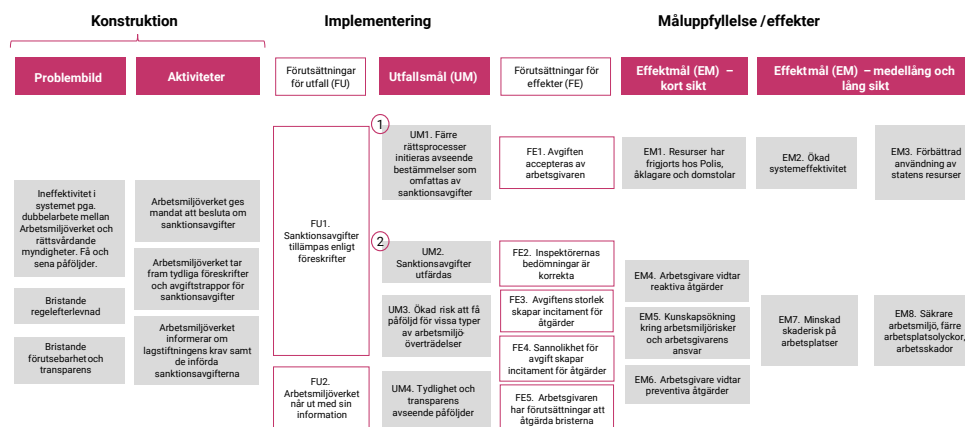 Konstruktion
Implementering
Måluppfyllelse /effekter
Problembild
Aktiviteter
Förutsättningar
för utfall (FU)
Utfallsmål (UM)
Förutsättningar för
effekter (FE)
Effektmål (EM) –
kort sikt
Effektmål (EM) – medellång och
lång sikt
Ineffektivitet i
systemet pga.
dubbelarbete mellan
Arbetsmiljöverket och
rättsvårdande
myndigheter. Få och
sena påföljder.
Bristande
regelefterlevnad
Bristande
förutsebarhet och
transparens
Arbetsmiljöverket ges
mandat att besluta om
sanktionsavgifter
Arbetsmiljöverket tar
fram tydliga föreskrifter
och avgiftstrappor för
sanktionsavgifter
Arbetsmiljöverket
informerar om
lagstiftningens krav samt
de införda
sanktionsavgifterna
FU1.
Sanktionsavgifter
tillämpas enligt
föreskrifter
FU2.
Arbetsmiljöverket
når ut med sin
information
1
UM1. Färre
rättsprocesser
initieras avseende
bestämmelser som
omfattas av
sanktionsavgifter
2
UM2.
Sanktionsavgifter
utfärdas
UM3. Ökad risk att få
påföljd för vissa typer
av arbetsmiljö-
överträdelser
UM4. Tydlighet och
transparens
avseende påföljder
FE1. Avgiften
accepteras av
arbetsgivaren
FE2. Inspektörernas
bedömningar är
korrekta
FE3. Avgiftens storlek
skapar incitament för
åtgärder
FE4. Sannolikhet för
avgift skapar
incitament för åtgärder
FE5. Arbetsgivaren
har förutsättningar att
åtgärda bristerna
EM1. Resurser har
frigjorts hos Polis,
åklagare och domstolar
EM4. Arbetsgivare vidtar
reaktiva åtgärder
EM5. Kunskapsökning
kring arbetsmiljörisker
och arbetsgivarens
ansvar
EM6. Arbetsgivare vidtar
preventiva åtgärder
EM2. Ökad
systemeffektivitet
EM7. Minskad
skaderisk på
arbetsplatser
EM3. Förbättrad
användning av
statens resurser
EM8. Säkrare
arbetsmiljö, färre
arbetsplatsolyckor,
arbetsskador